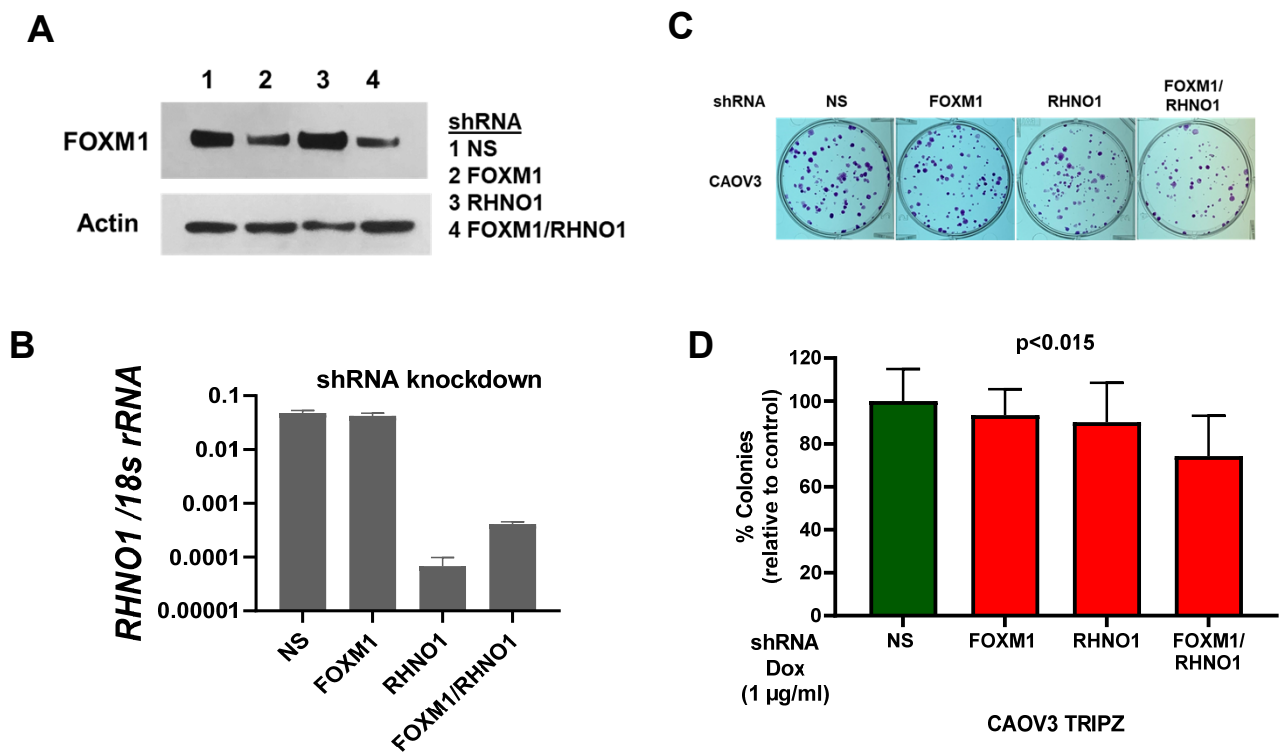 A
1 2 3 4
FOXM1
Actin
shRNA
1 NS
2 FOXM1
3 RHNO1
4 FOXM1/RHNO1
B
shRNA knockdown
RHNO1 /18s rRNA
0.1
0.01
0.001
0.0001
0.00001
NS
FOXM1
RHNO1
FOXM1/RHNO1
C
shRNA NS FOXM1 RHNO1 FOXM1/
RHNO1
CAOV3
D
p<0.015
% Colonies
(relative to control)
120
100
80
60
40
20
0
shRNA
Dox
(1 µg/ml)
NS FOXM1 RHNO1 FOXM1/
RHNO1
CAOV3 TRIPZ